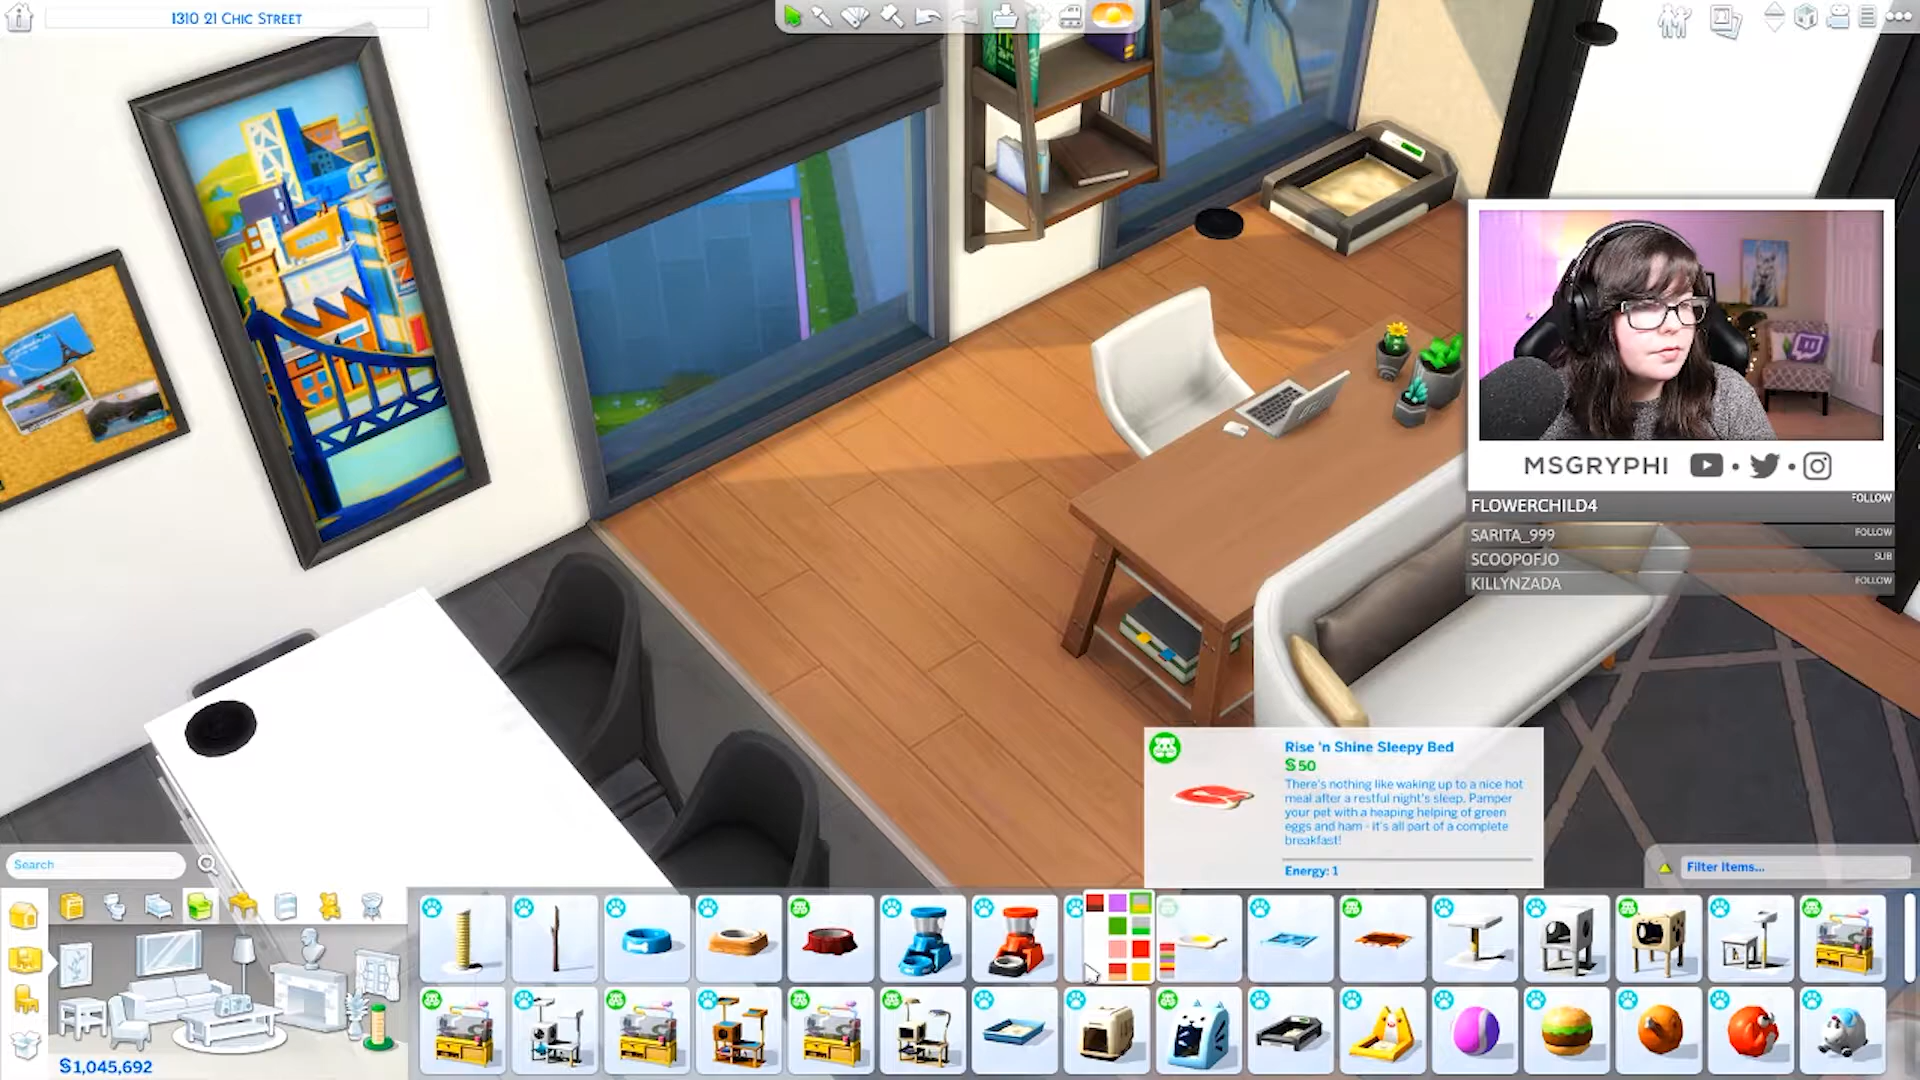 1310 21 Chic Street
MSGRYPHI
FLOWERCHILD4 FOLLOW
SARITA_999 FOLLOW
SCOOPOFJO SUB
KILLYNZADA FOLLOW
Rise 'n Shine Sleepy Bed
§50
There's nothing like waking up to a nice hot
meal after a restful night's sleep. Pamper
your pet with a heaping helping of green
eggs and ham - it's all part of a complete
breakfast!
Energy: 1
Search
Filter Items...
§1,045,692